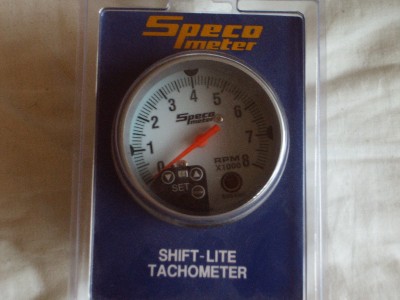 Speco
meter
0 1 2 3 4 5 6 7 8
Speco
meter
RPM
X1000
SET
SHIFT-LITE
TACHOMETER